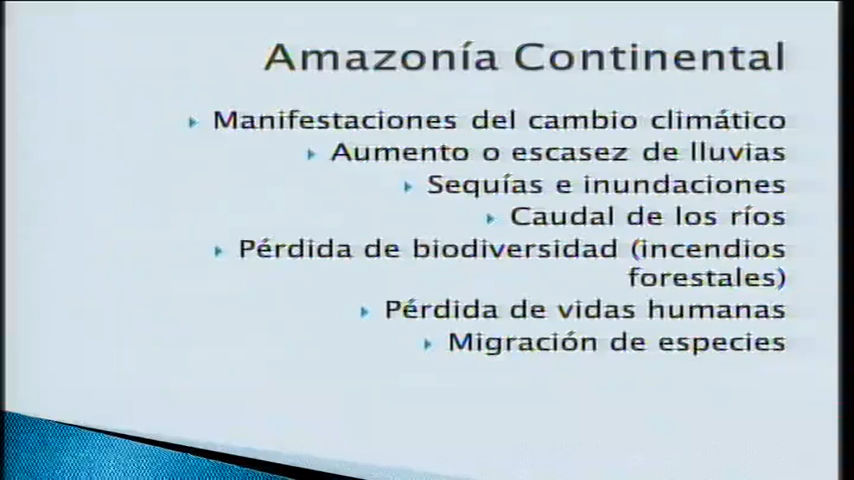 Amazonía Continental
Manifestaciones del cambio climático
Aumento o escasez de lluvias
Sequías e inundaciones
Caudal de los ríos
Pérdida de biodiversidad (incendios
forestales)
Pérdida de vidas humanas
Migración de especies